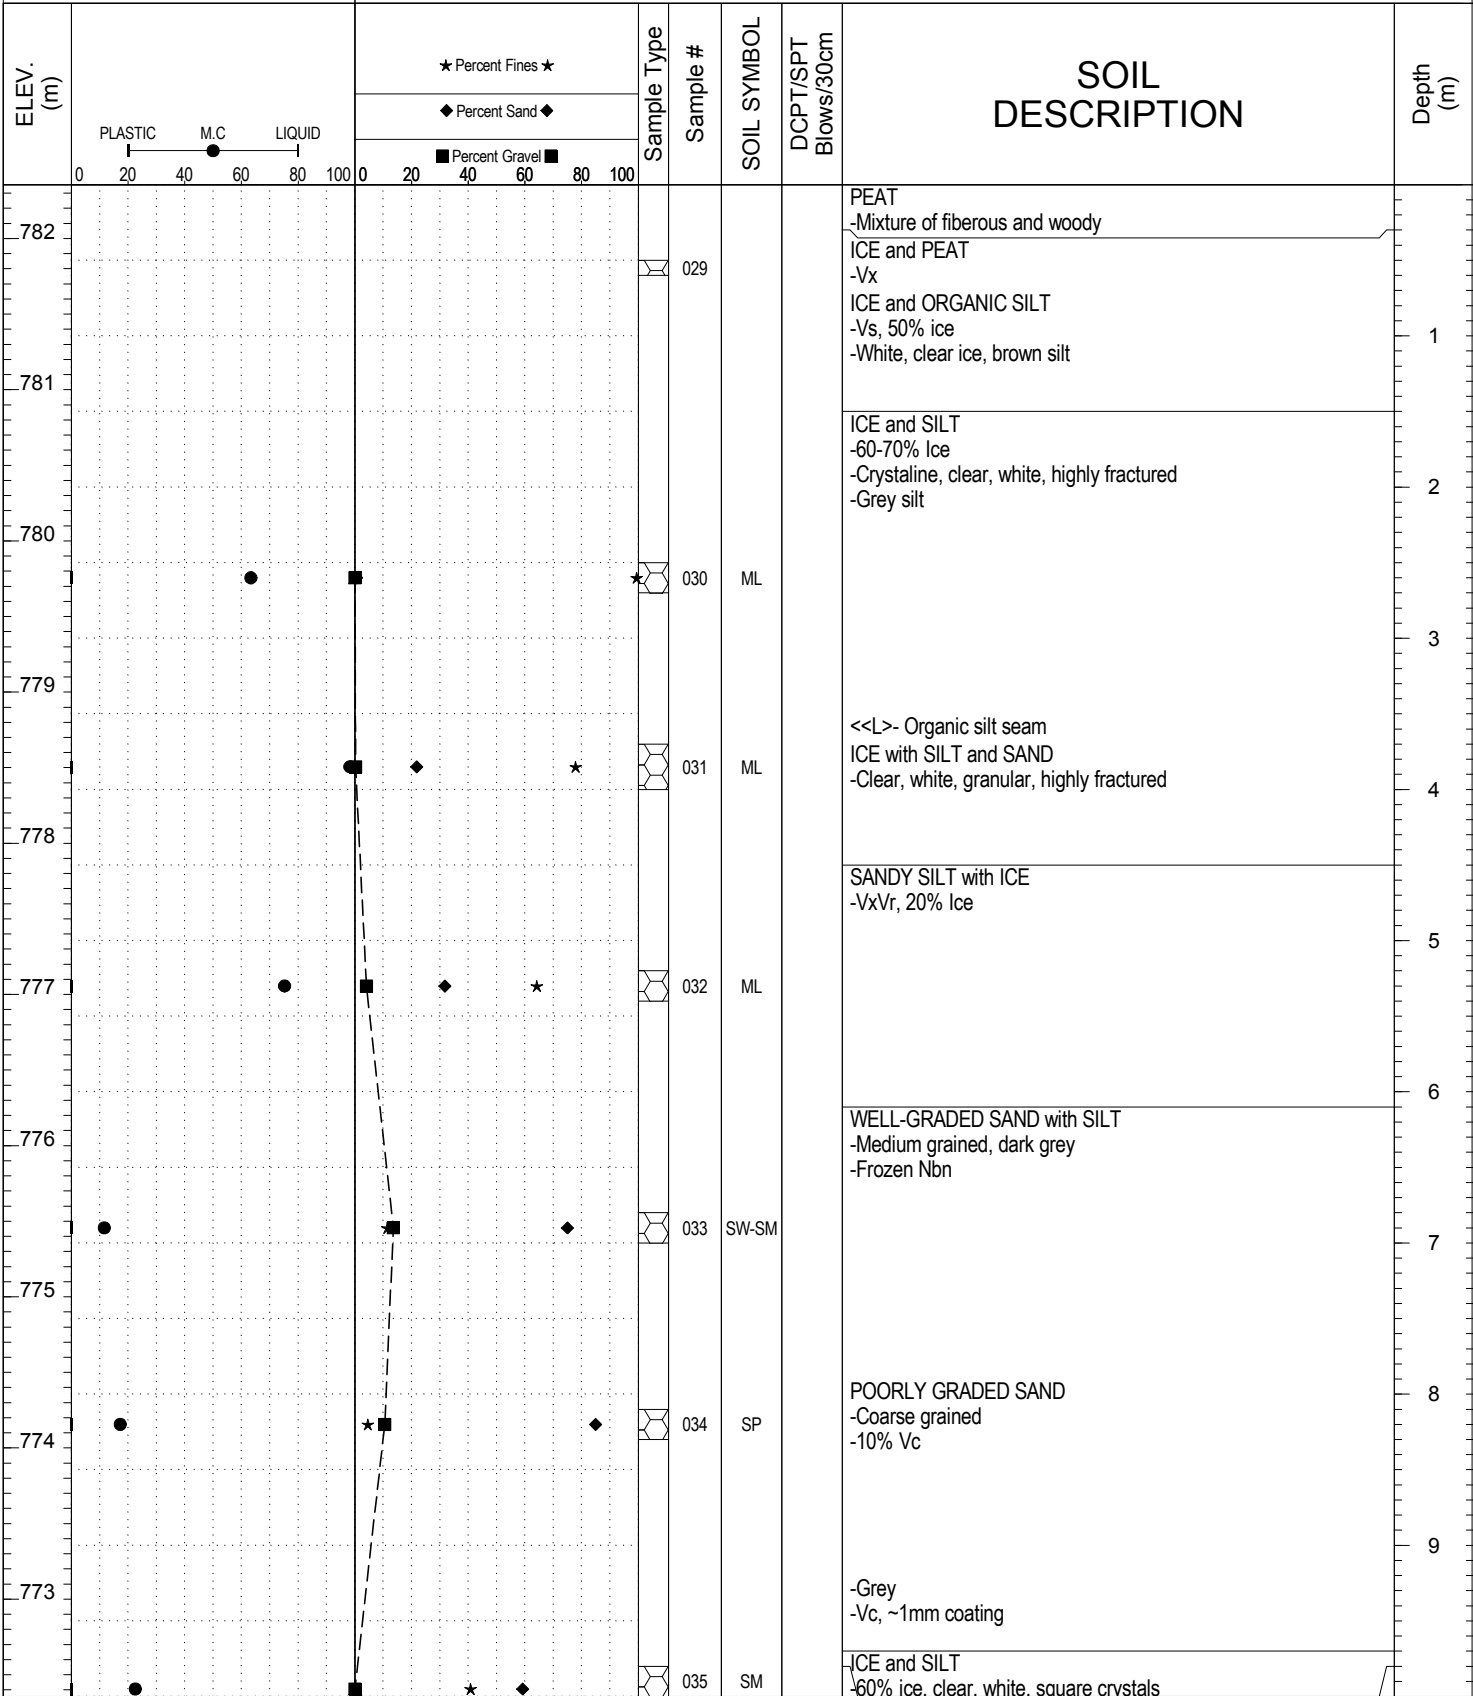 ELEV.
(m)
PLASTIC M.C LIQUID
★ Percent Fines ★
◆ Percent Sand ◆
■ Percent Gravel ■
0 20 40 60 80 100 0 20 40 60 80 100
Sample Type
Sample #
SOIL SYMBOL
DCPT/SPT
Blows/30cm
SOIL
DESCRIPTION
Depth
(m)
PEAT
-Mixture of fiberous and woody
782
ICE and PEAT
029
-Vx
ICE and ORGANIC SILT
-Vs, 50% ice
1
-White, clear ice, brown silt
781
ICE and SILT
-60-70% Ice
-Crystaline, clear, white, highly fractured
2
-Grey silt
780
030 ML
3
779
<<L>- Organic silt seam
ICE with SILT and SAND
031 ML
-Clear, white, granular, highly fractured
4
778
SANDY SILT with ICE
-VxVr, 20% Ice
5
777
032 ML
6
WELL-GRADED SAND with SILT
776
-Medium grained, dark grey
-Frozen Nbn
033 SW-SM
7
775
POORLY GRADED SAND
8
-Coarse grained
034 SP
774
-10% Vc
9
773
-Grey
-Vc, ~1mm coating
ICE and SILT
035 SM
-60% ice, clear, white, square crystals